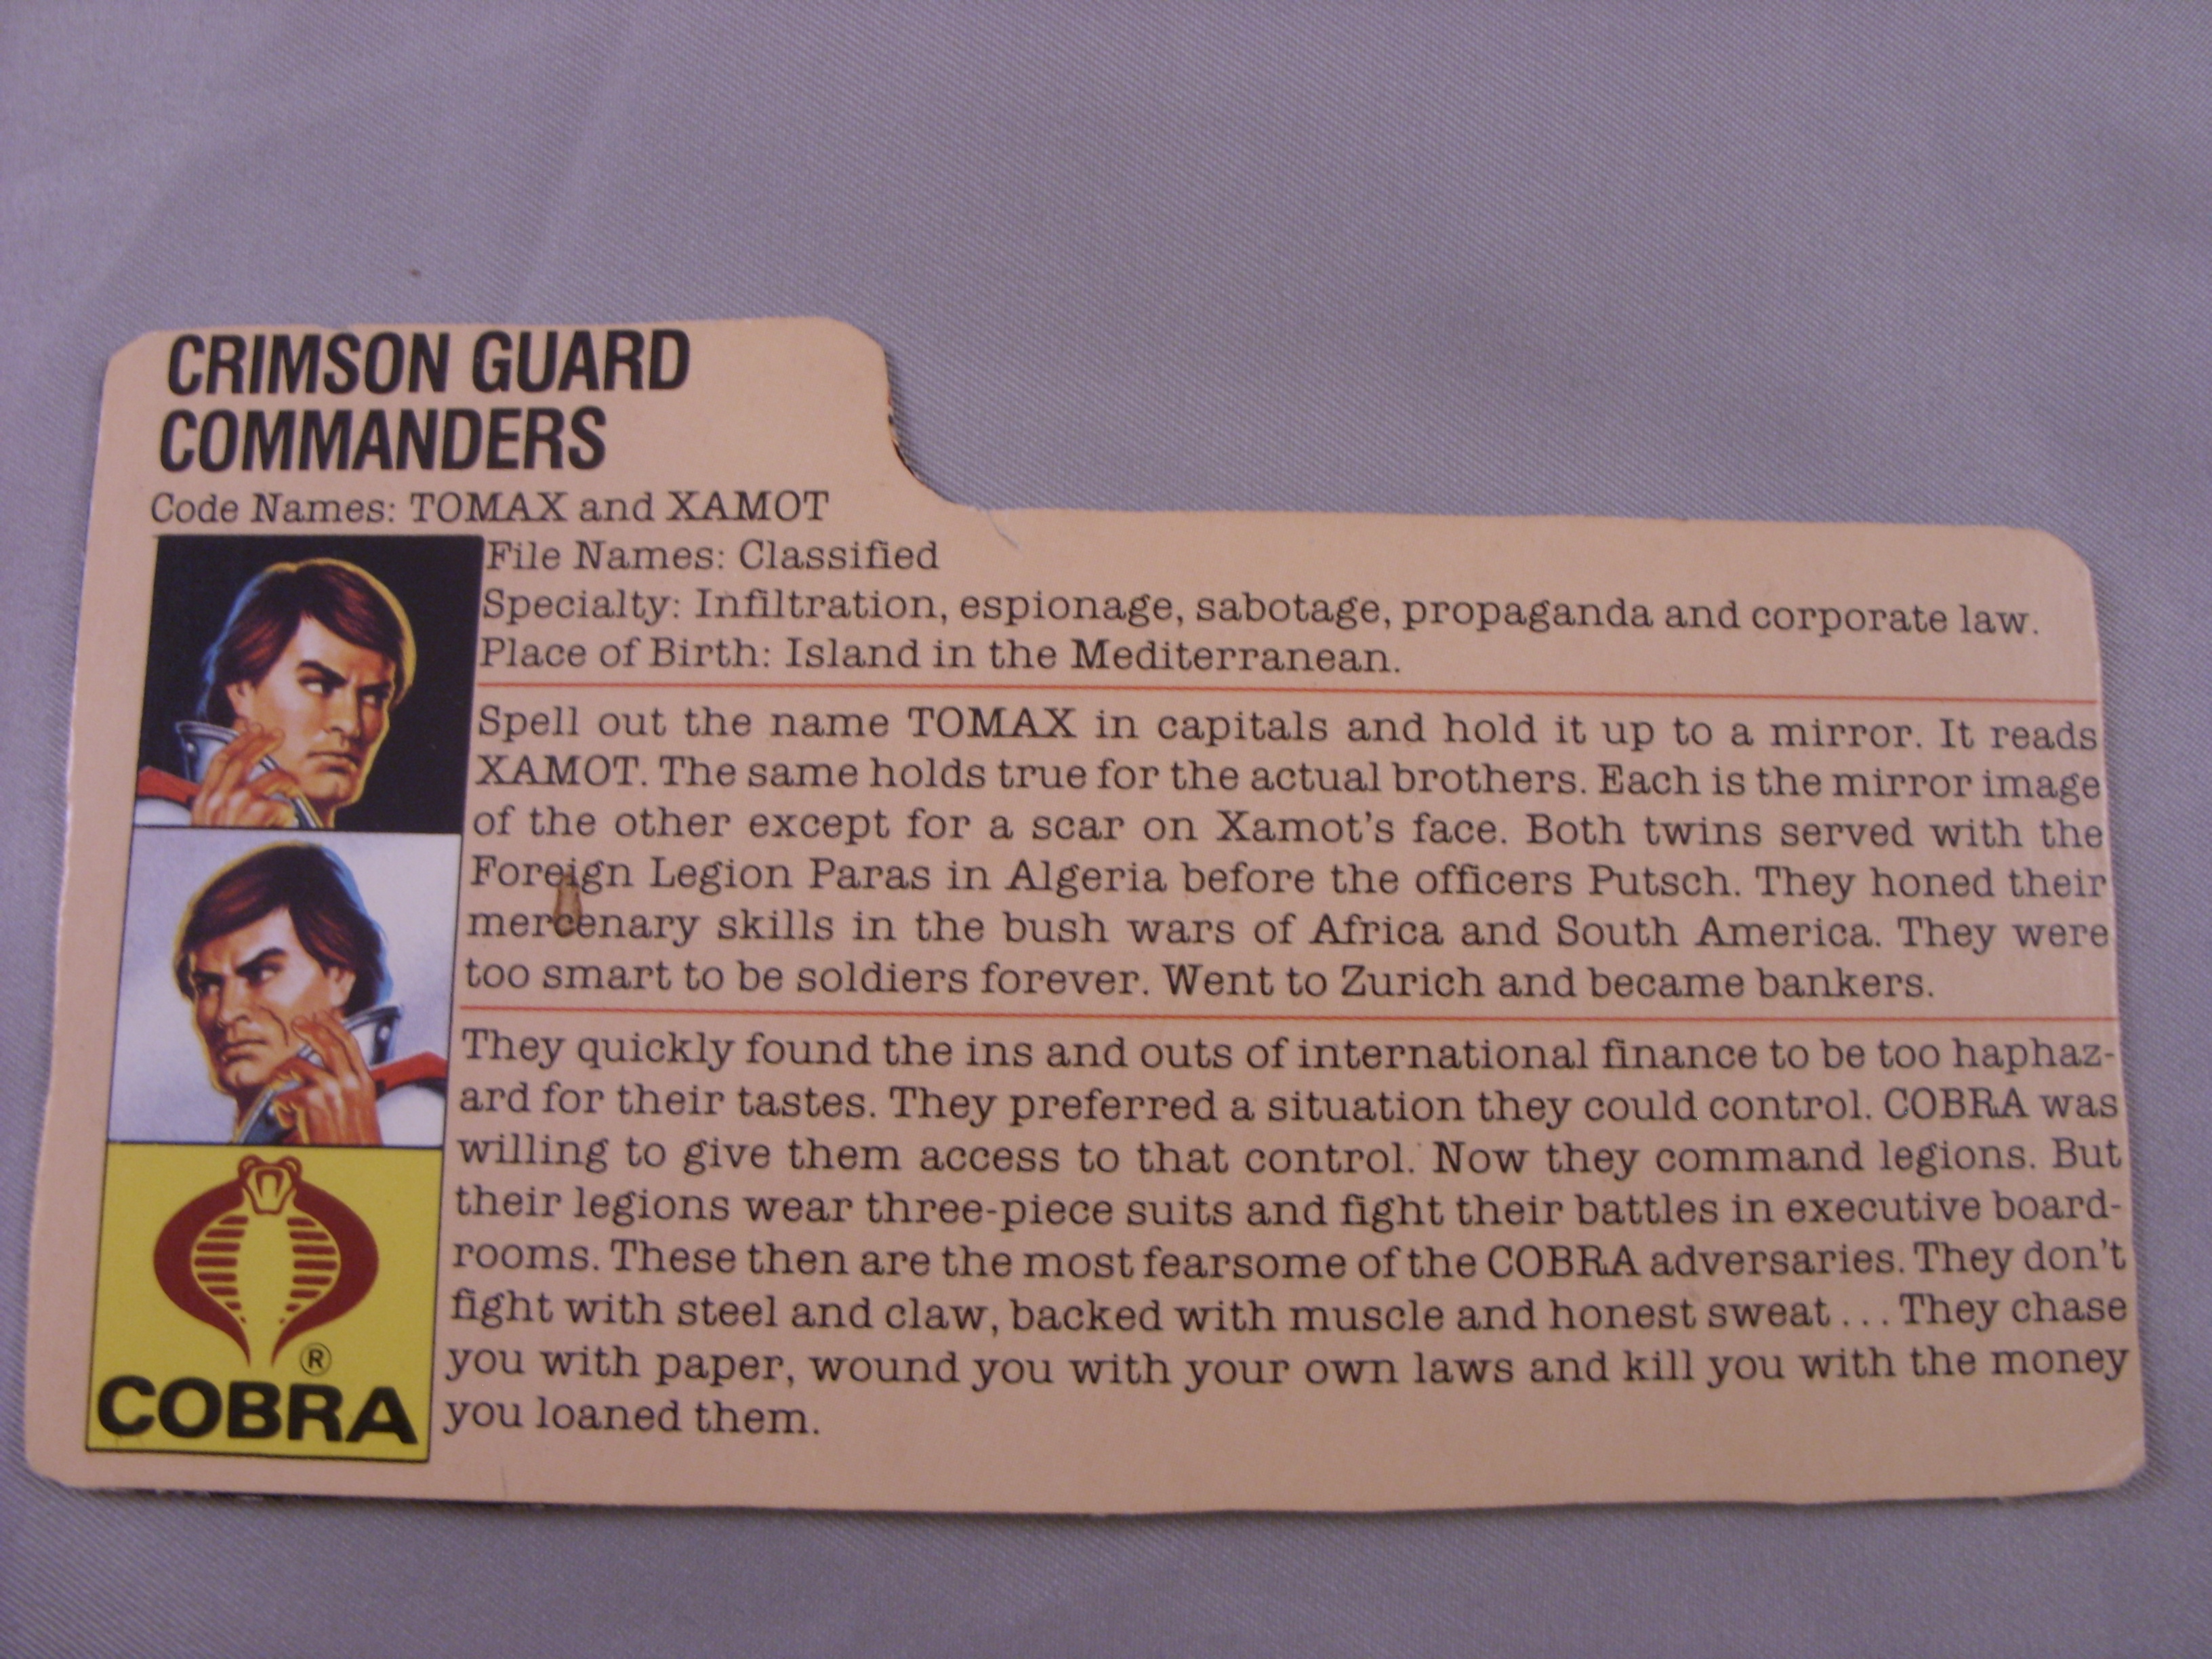 CRIMSON GUARD
COMMANDERS
Code Names: TOMAX and XAMOT
File Names: Classified
Specialty: Infiltration, espionage, sabotage, propaganda and corporate law.
Place of Birth: Island in the Mediterranean.
Spell out the name TOMAX in capitals and hold it up to a mirror. It reads
XAMOT. The same holds true for the actual brothers. Each is the mirror image
of the other except for a scar on Xamot's face. Both twins served with the
Foreign Legion Paras in Algeria before the officers Putsch. They honed their
mercenary skills in the bush wars of Africa and South America. They were
too smart to be soldiers forever. Went to Zurich and became bankers.
They quickly found the ins and outs of international finance to be too haphaz-
ard for their tastes. They preferred a situation they could control. COBRA was
willing to give them access to that control. Now they command legions. But
their legions wear three-piece suits and fight their battles in executive board-
rooms. These then are the most fearsome of the COBRA adversaries. They don't
fight with steel and claw, backed with muscle and honest sweat... They chase
you with paper, wound you with your own laws and kill you with the money
you loaned them.
®
COBRA